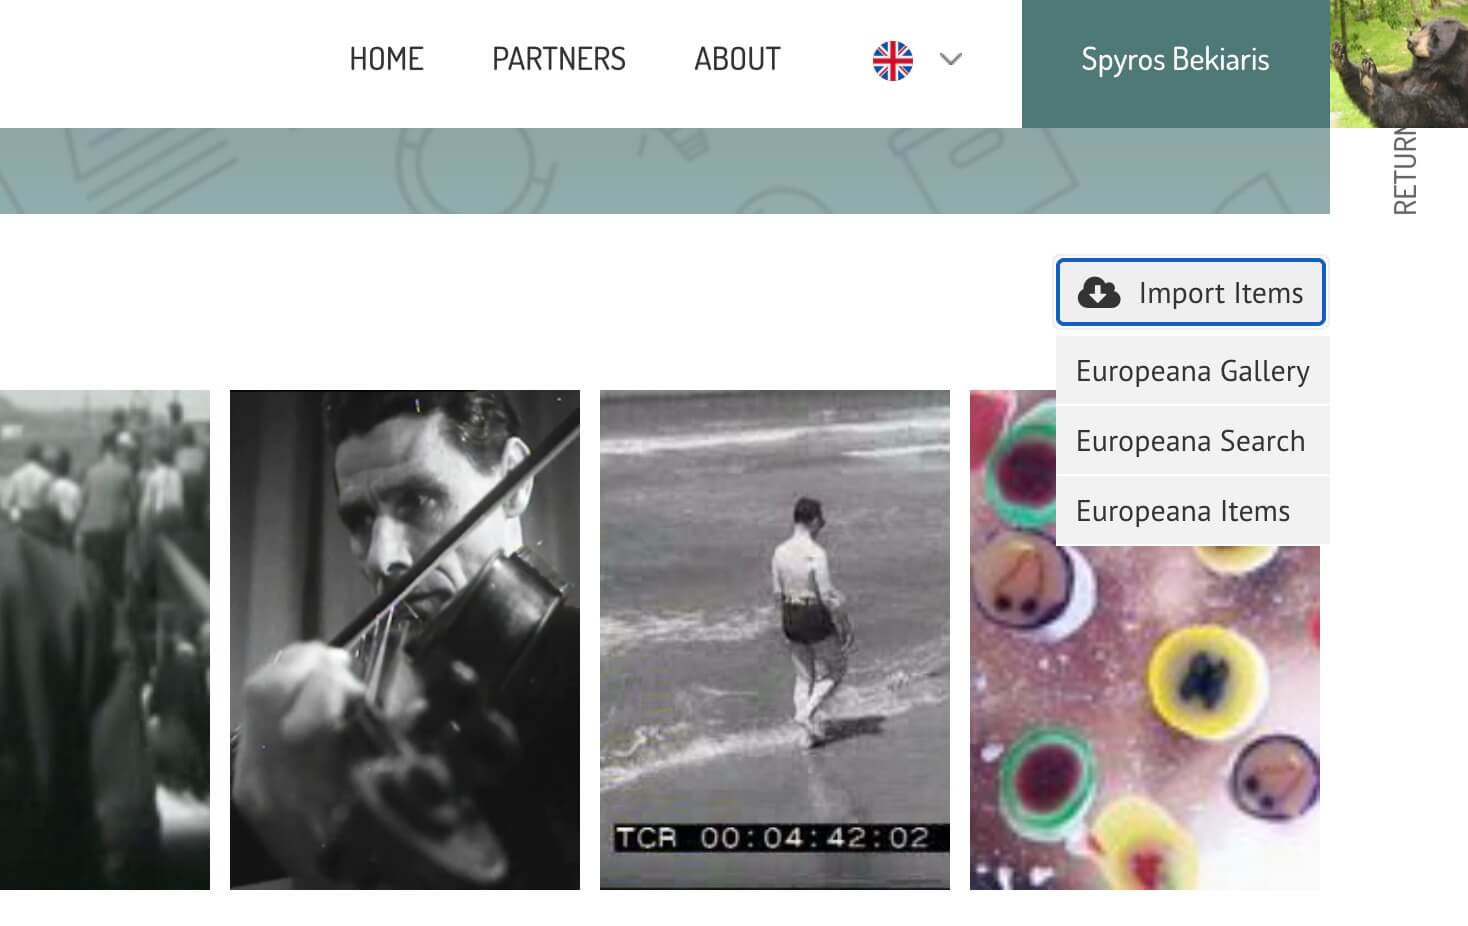 HOME PARTNERS ABOUT Spyros Bekiaris
RETURN
Import Items
Europeana Gallery
Europeana Search
Europeana Items
TCR 00:04:42:02